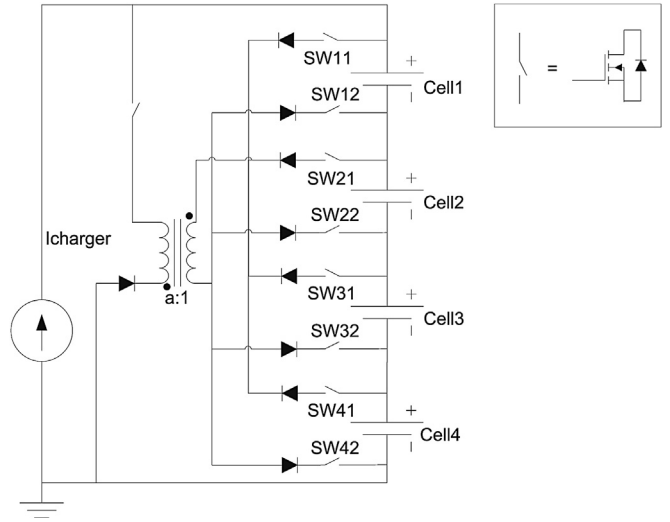 SW11
+
Cell1
SW12
=
SW21
+
Cell2
SW22
Icharger
a:1
SW31
+
Cell3
SW32
SW41
+
Cell4
SW42